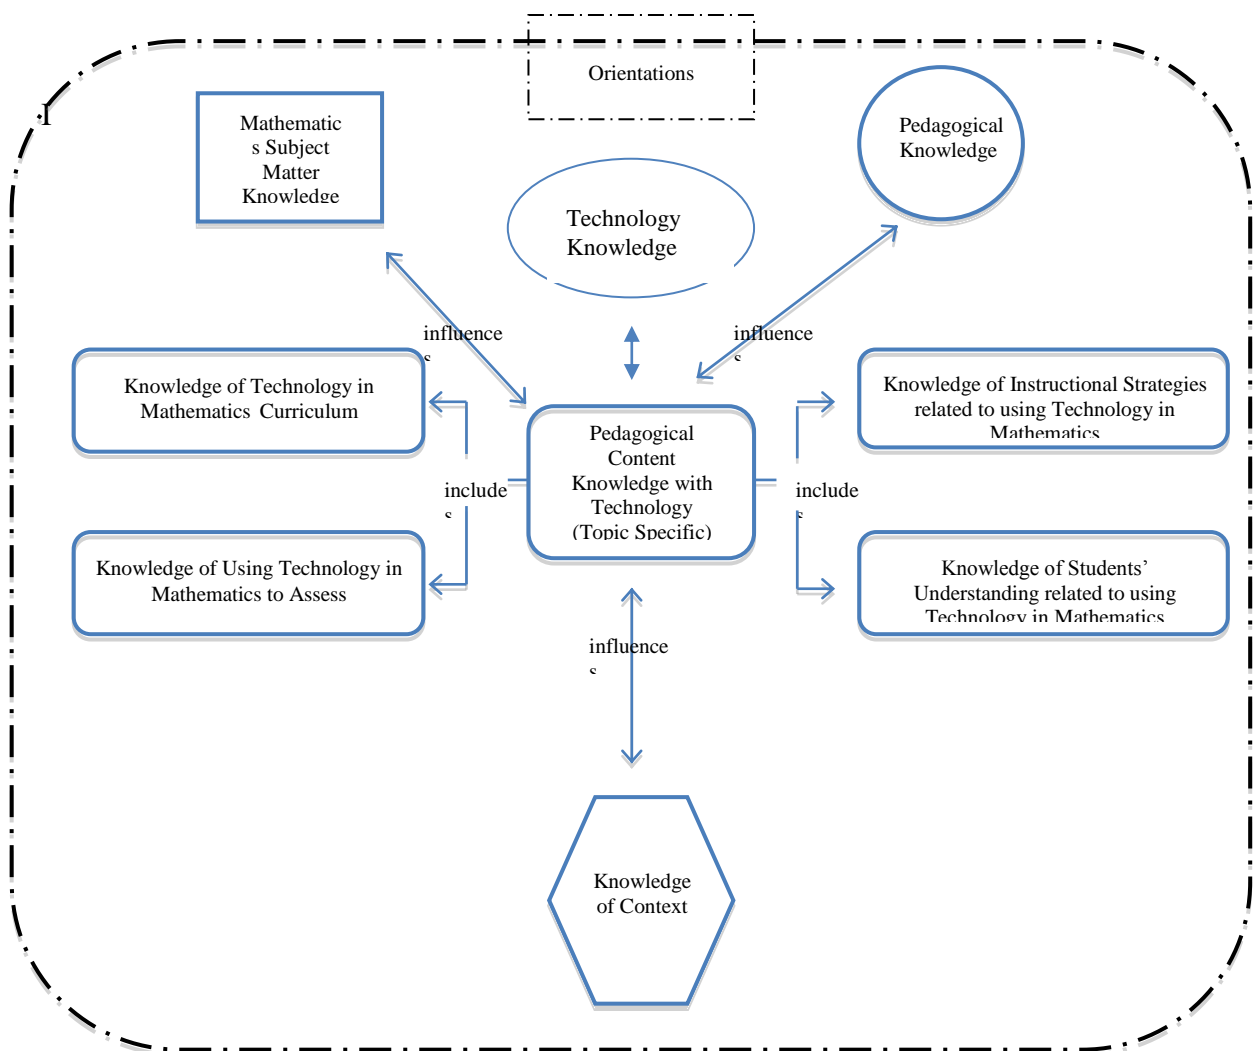 Orientations
I
Mathematic
s Subject
Matter
Knowledge
Pedagogical
Knowledge
Technology
Knowledge
influence
s
influence
s
Knowledge of Technology in
Mathematics Curriculum
Knowledge of Instructional Strategies
related to using Technology in
Mathematics
Pedagogical
Content
Knowledge with
Technology
(Topic Specific)
include
s
include
s
Knowledge of Using Technology in
Mathematics to Assess
Knowledge of Students’
Understanding related to using
Technology in Mathematics
influence
s
Knowledge
of Context